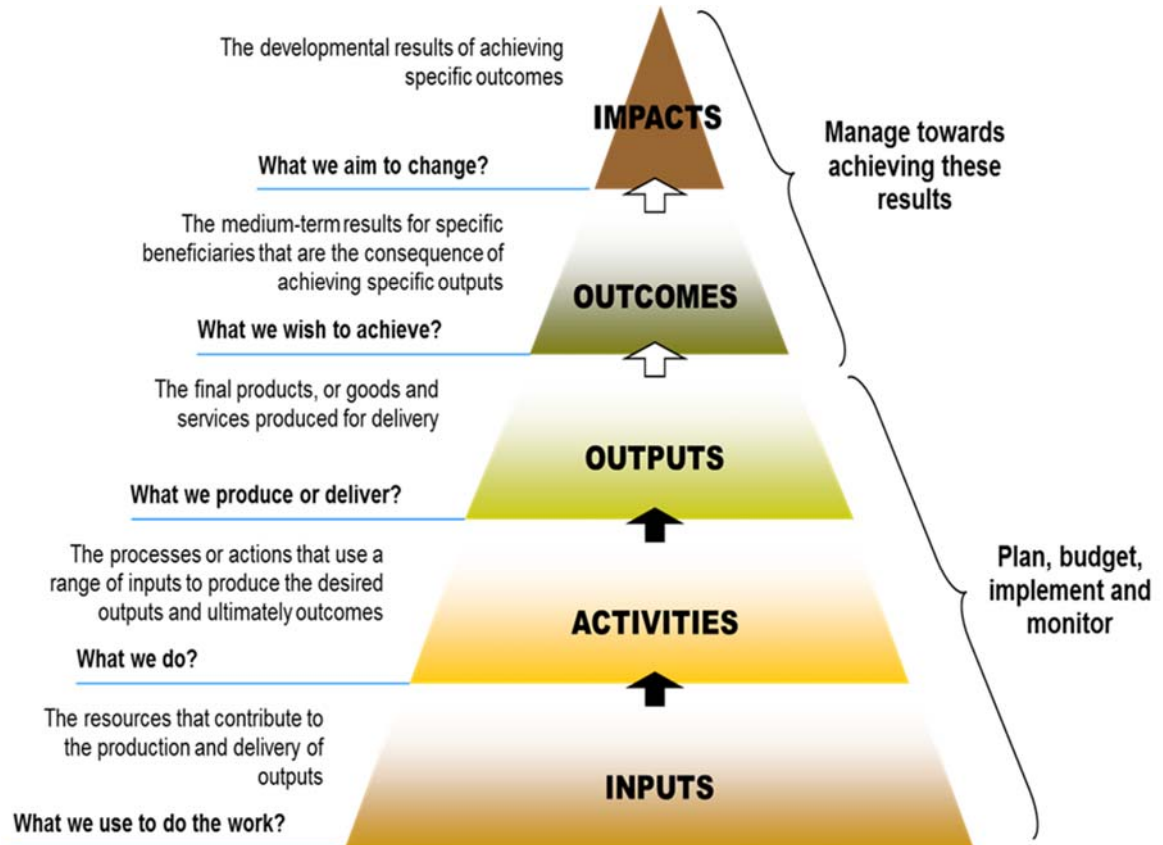 The developmental results of achieving
specific outcomes
IMPACTS
What we aim to change?
Manage towards
achieving these
results
The medium-term results for specific
beneficiaries that are the consequence of
achieving specific outputs
OUTCOMES
What we wish to achieve?
The final products, or goods and
services produced for delivery
OUTPUTS
What we produce or deliver?
The processes or actions that use a
range of inputs to produce the desired
outputs and ultimately outcomes
ACTIVITIES
What we do?
Plan, budget,
implement and
monitor
The resources that contribute to
the production and delivery of
outputs
INPUTS
What we use to do the work?